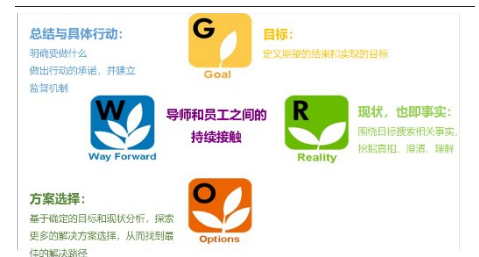 总结与具体行动：
明确要做什么
做出行动的承诺，并建立
监督机制
G
Goal
目标：
定义期望的结果和实现的目标
W
Way Forward
导师和员工之间的
持续接触
R
Reality
现状，也即事实：
围绕目标搜索相关事实，
挖掘真相、澄清、理解
方案选择：
基于确定的目标和现状分析，探索
更多的解决方案选择，从而找到最
佳的解决路径
O
Options